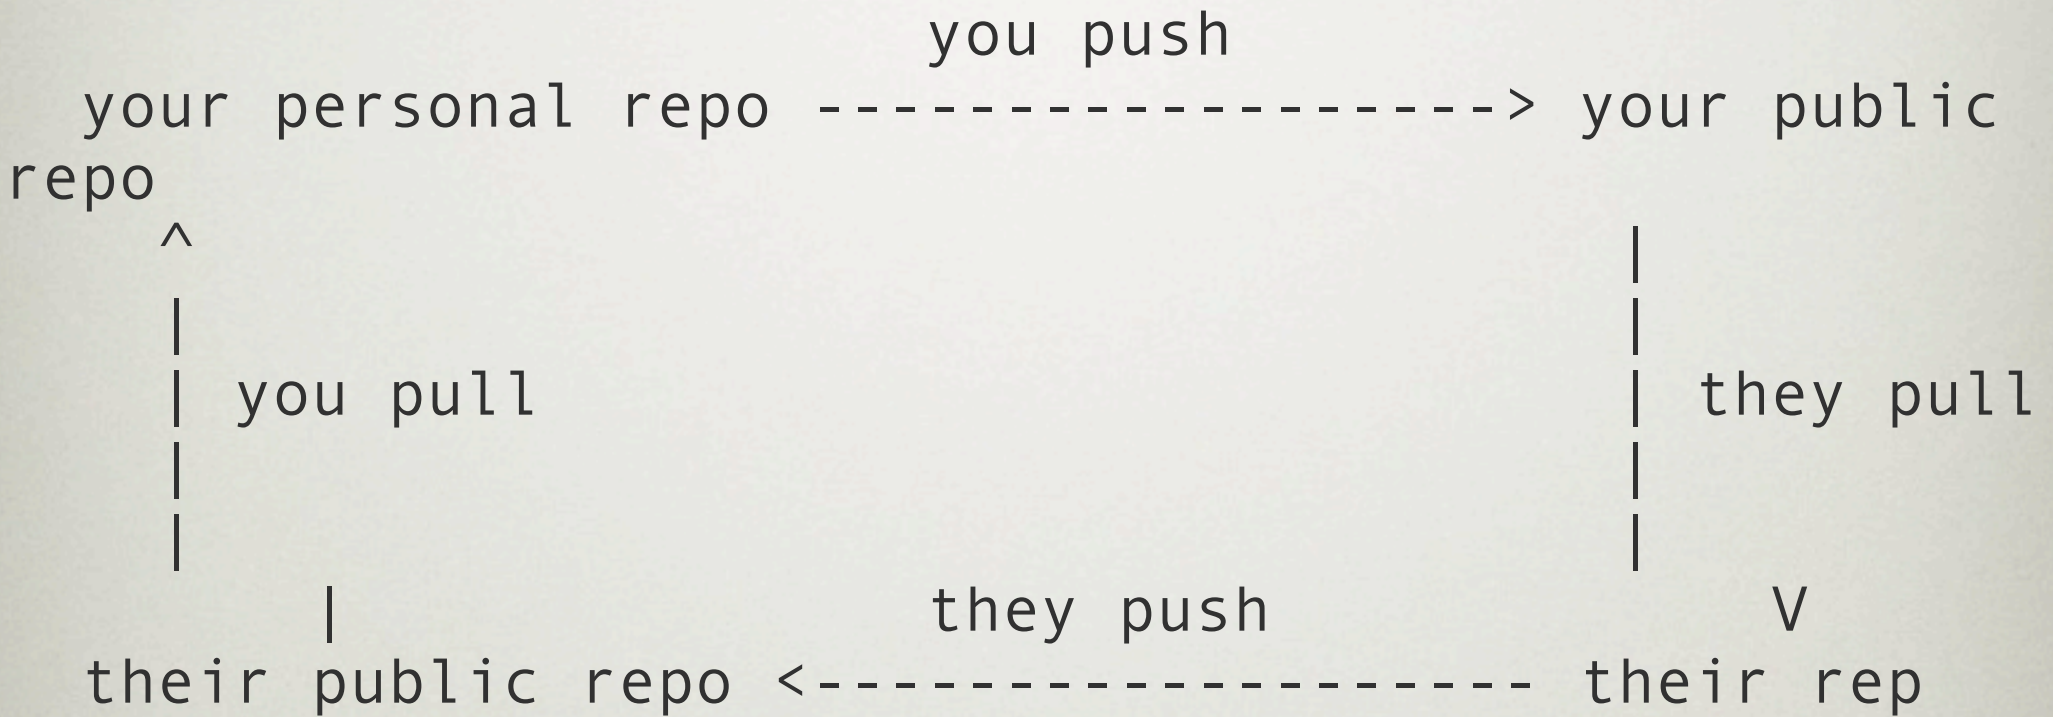 you push
your personal repo ------------------> your public
repo
^ |
| |
| you pull | they pull
| |
| |
| they push V
their public repo <------------------- their rep